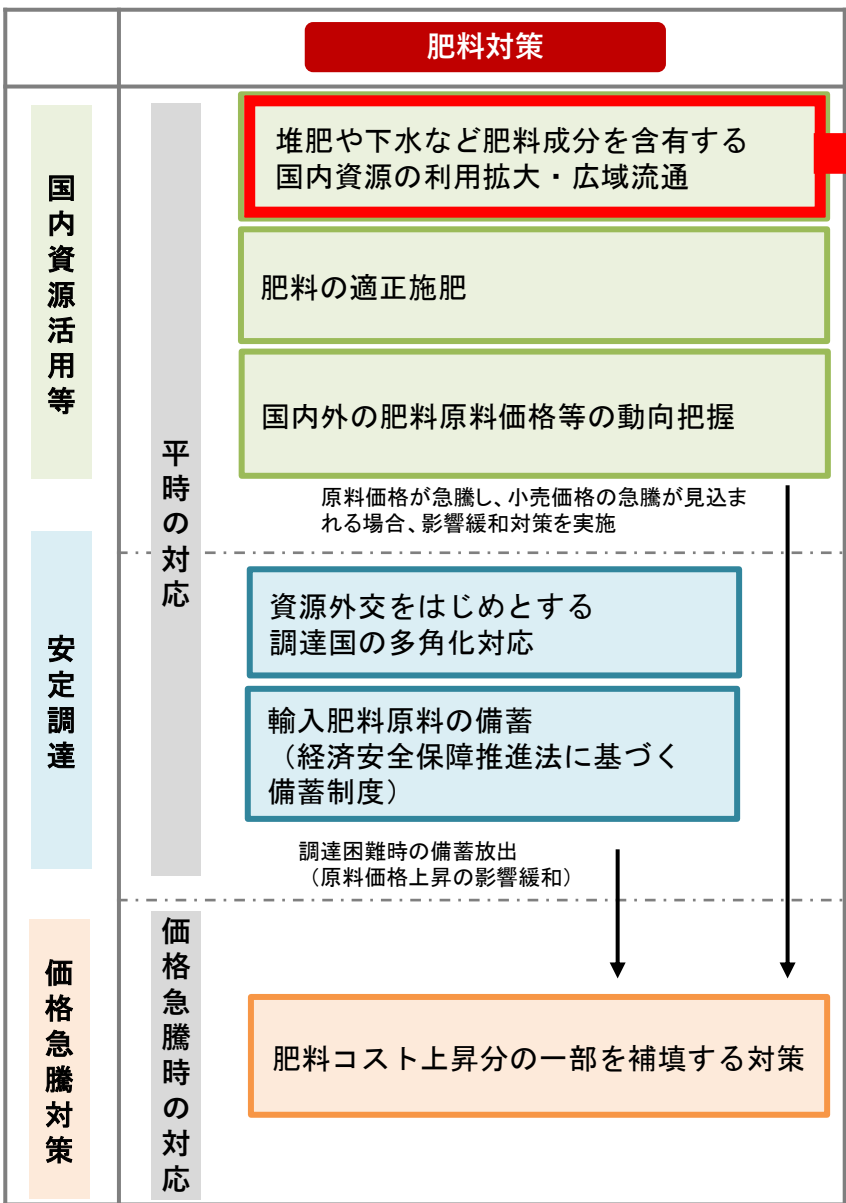 肥料対策
国内資源活用等
平時の対応
堆肥や下水など肥料成分を含有する
国内資源の利用拡大・広域流通
肥料の適正施肥
国内外の肥料原料価格等の動向把握
原料価格が急騰し、小売価格の急騰が見込ま
れる場合、影響緩和対策を実施
安定調達
資源外交をはじめとする
調達国の多角化対応
輸入肥料原料の備蓄
（経済安全保障推進法に基づく
備蓄制度）
調達困難時の備蓄放出
（原料価格上昇の影響緩和）
価格急騰対策
価格急騰時の対応
肥料コスト上昇分の一部を補填する対策